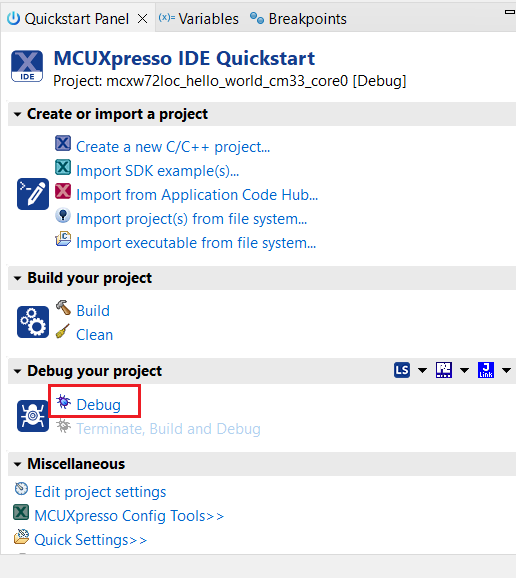 Quickstart Panel (x)= Variables Breakpoints
MCUXpresso IDE Quickstart
IDE
Project: mcxw72loc_hello_world_cm33_core0 [Debug]
Create or import a project
Create a new C/C++ project...
Import SDK example(s)...
Import from Application Code Hub...
Import project(s) from file system...
Import executable from file system...
Build your project
Build
Clean
Debug your project LS PE J Link
Debug
Terminate, Build and Debug
Miscellaneous
Edit project settings
MCUXpresso Config Tools>>
Quick Settings>>